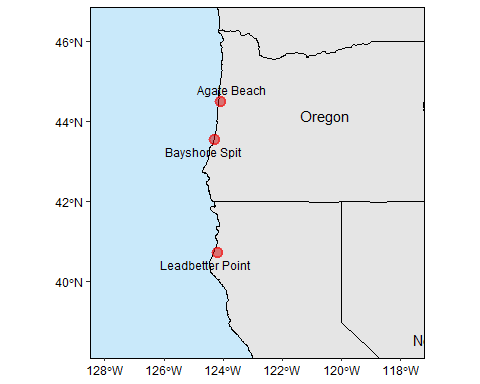 46°N
44°N
42°N
40°N
Agate Beach
Oregon
Bayshore Spit
Leadbetter Point
128°W
126°W
124°W
122°W
120°W
118°W